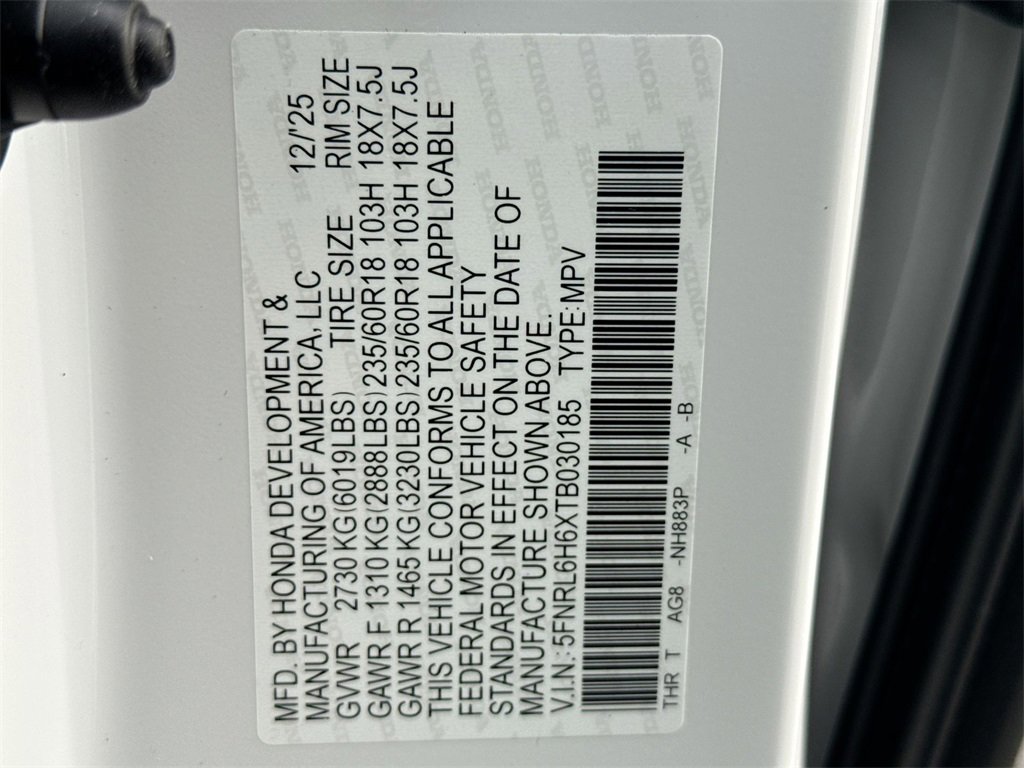 MFD. BY HONDA DEVELOPMENT &
MANUFACTURING OF AMERICA, LLC 12/'25
GVWR 2730 KG(6019LBS) TIRE SIZE RIM SIZE
GAWR F 1310 KG(2888LBS)235/60R18 103H 18X7.5J
GAWR R 1465 KG(3230LBS)235/60R18 103H 18X7.5J
THIS VEHICLE CONFORMS TO ALL APPLICABLE
FEDERAL MOTOR VEHICLE SAFETY
STANDARDS IN EFFECT ON THE DATE OF
MANUFACTURE SHOWN ABOVE.
V.I.N.: 5FNRL6H6XTB030185 TYPE:MPV
THR T AG8 -NH883P -A -B